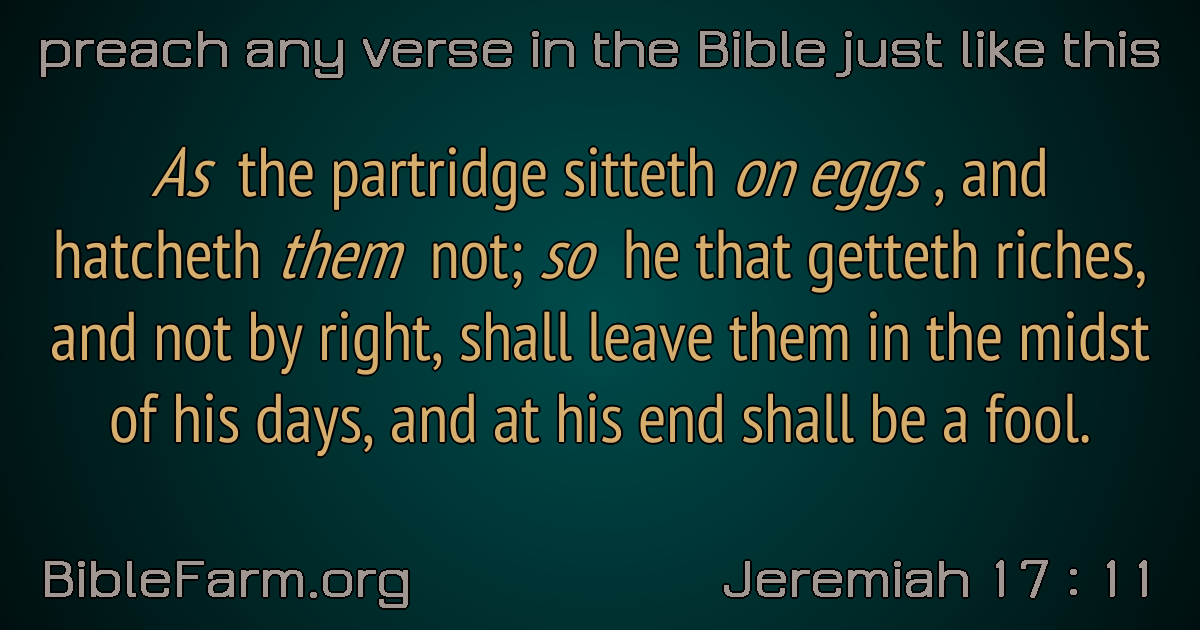 preach any verse in the Bible just like this
As the partridge sitteth on eggs , and
hatcheth them not; so he that getteth riches,
and not by right, shall leave them in the midst
of his days, and at his end shall be a fool.
BibleFarm.org
Jeremiah 17 : 11